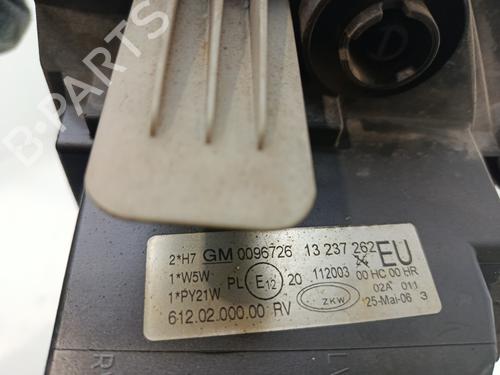 B-PARTS
2*H7 GM 0096726 13 237 262 EU
1*W5W PL E12 20 112003 00 HC 00 HR
1*PY21W ZKW 02A 011
612.02.000.00 RV 25-Mai-06 3